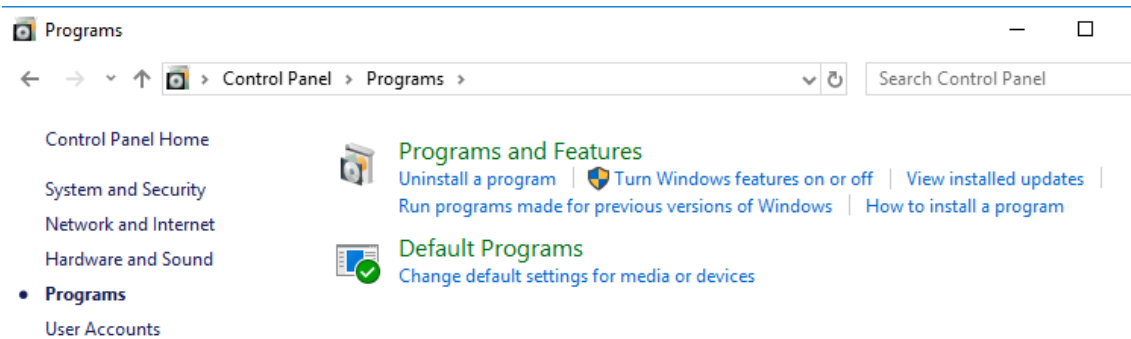 Programs
Control Panel > Programs >
Search Control Panel
Control Panel Home
System and Security
Network and Internet
Hardware and Sound
Programs
User Accounts
Programs and Features
Uninstall a program | Turn Windows features on or off | View installed updates |
Run programs made for previous versions of Windows | How to install a program
Default Programs
Change default settings for media or devices